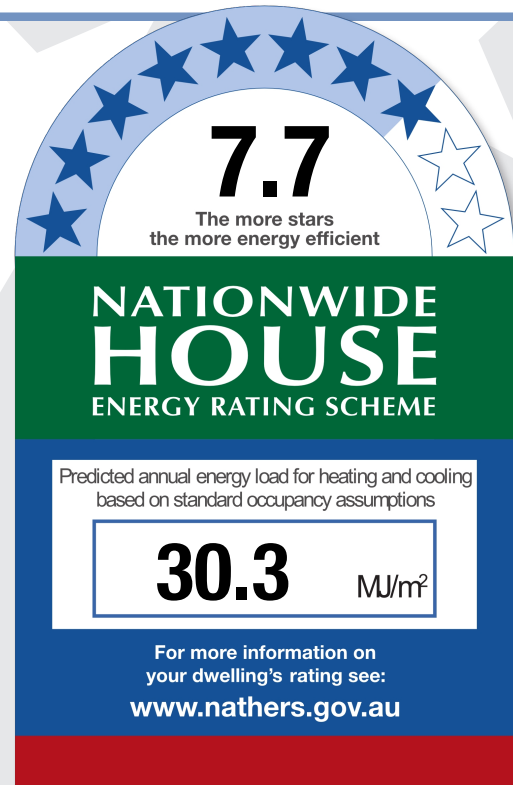 7.7
The more stars
the more energy efficient
NATIONWIDE
HOUSE
ENERGY RATING SCHEME
Predicted annual energy load for heating and cooling
based on standard occupancy assumptions
30.3 MJ/m²
For more information on
your dwelling's rating see:
www.nathers.gov.au